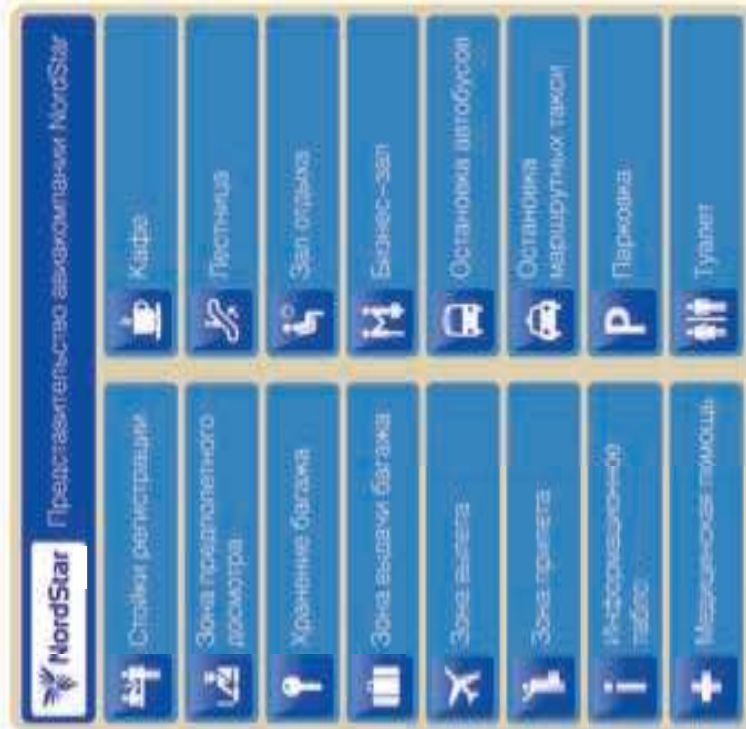 NordStar Представительство авиакомпании NordStar
Стойки регистрации
Зона предполетного
досмотра
Хранение багажа
Зона выдачи багажа
Зона вылета
Зона прилета
Информационное
табло
Медицинская помощь
Кафе
Лестница
Зал отдыха
Бизнес-зал
Остановка автобусов
Остановка
маршрутных такси
P Парковка
Туалет